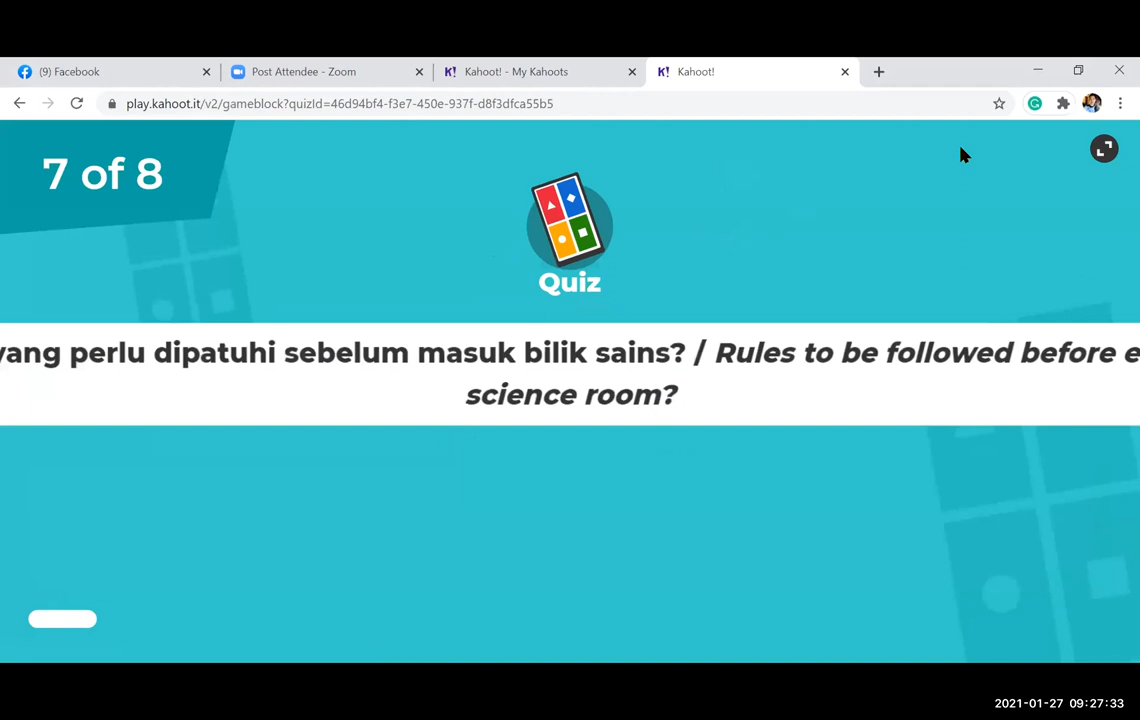 (9) Facebook
Post Attendee - Zoom
K! Kahoot! - My Kahoots
K! Kahoot!
play.kahoot.it/v2/gameblock?quizId=46d94bf4-f3e7-450e-937f-d8f3dfca55b5
7 of 8
Quiz
yang perlu dipatuhi sebelum masuk bilik sains? / Rules to be followed before e
science room?
2021-01-27 09:27:33